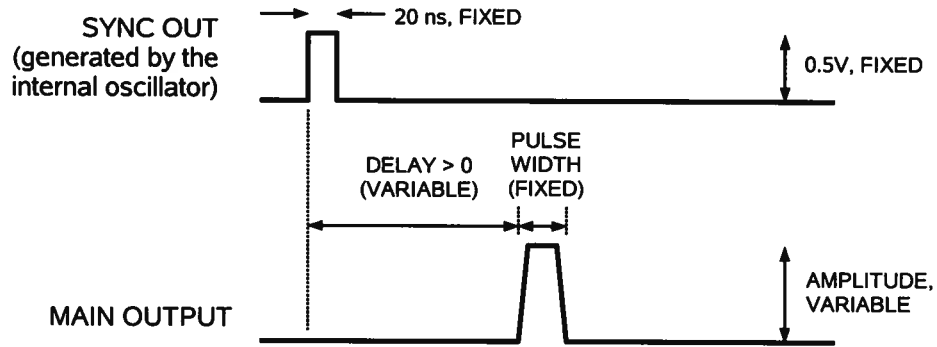 SYNC OUT
(generated by the
internal oscillator)
20 ns, FIXED
0.5V, FIXED
DELAY > 0
(VARIABLE)
PULSE
WIDTH
(FIXED)
MAIN OUTPUT
AMPLITUDE,
VARIABLE